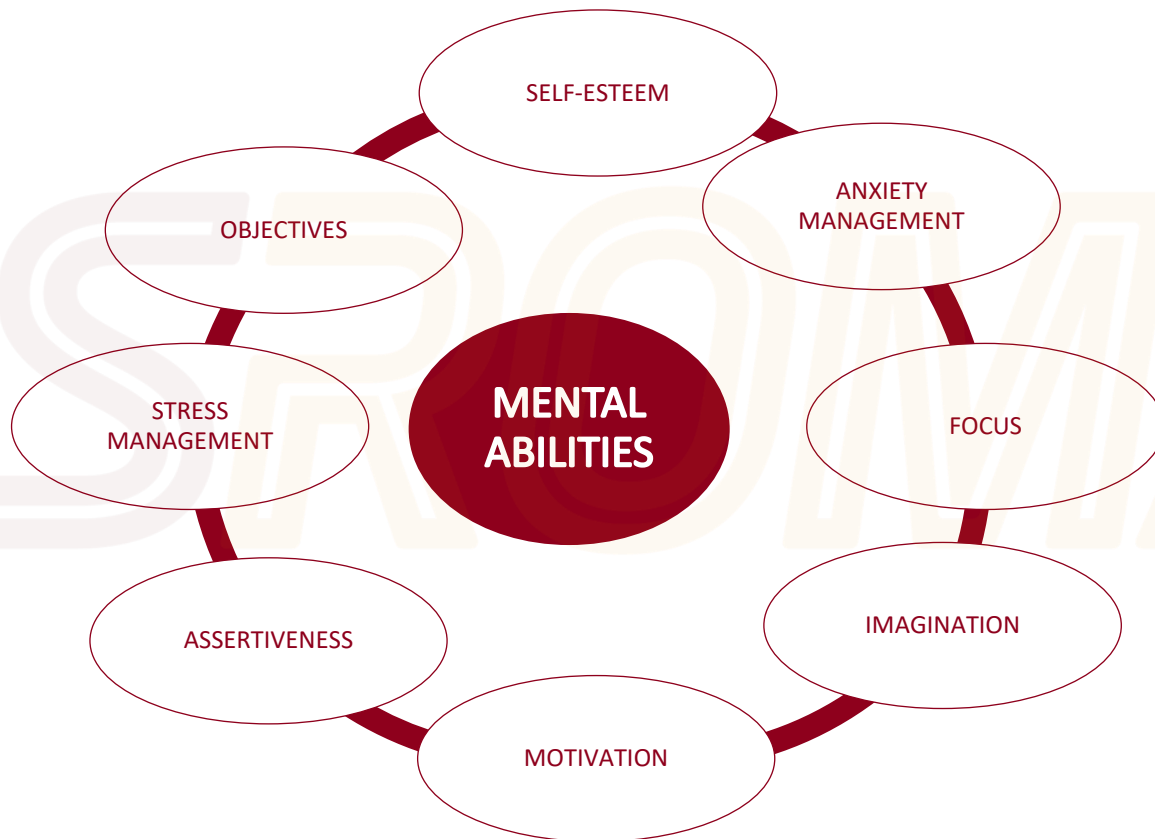 SELF-ESTEEM
ANXIETY
MANAGEMENT
OBJECTIVES
MENTAL
ABILITIES
STRESS
MANAGEMENT
FOCUS
ASSERTIVENESS
IMAGINATION
MOTIVATION